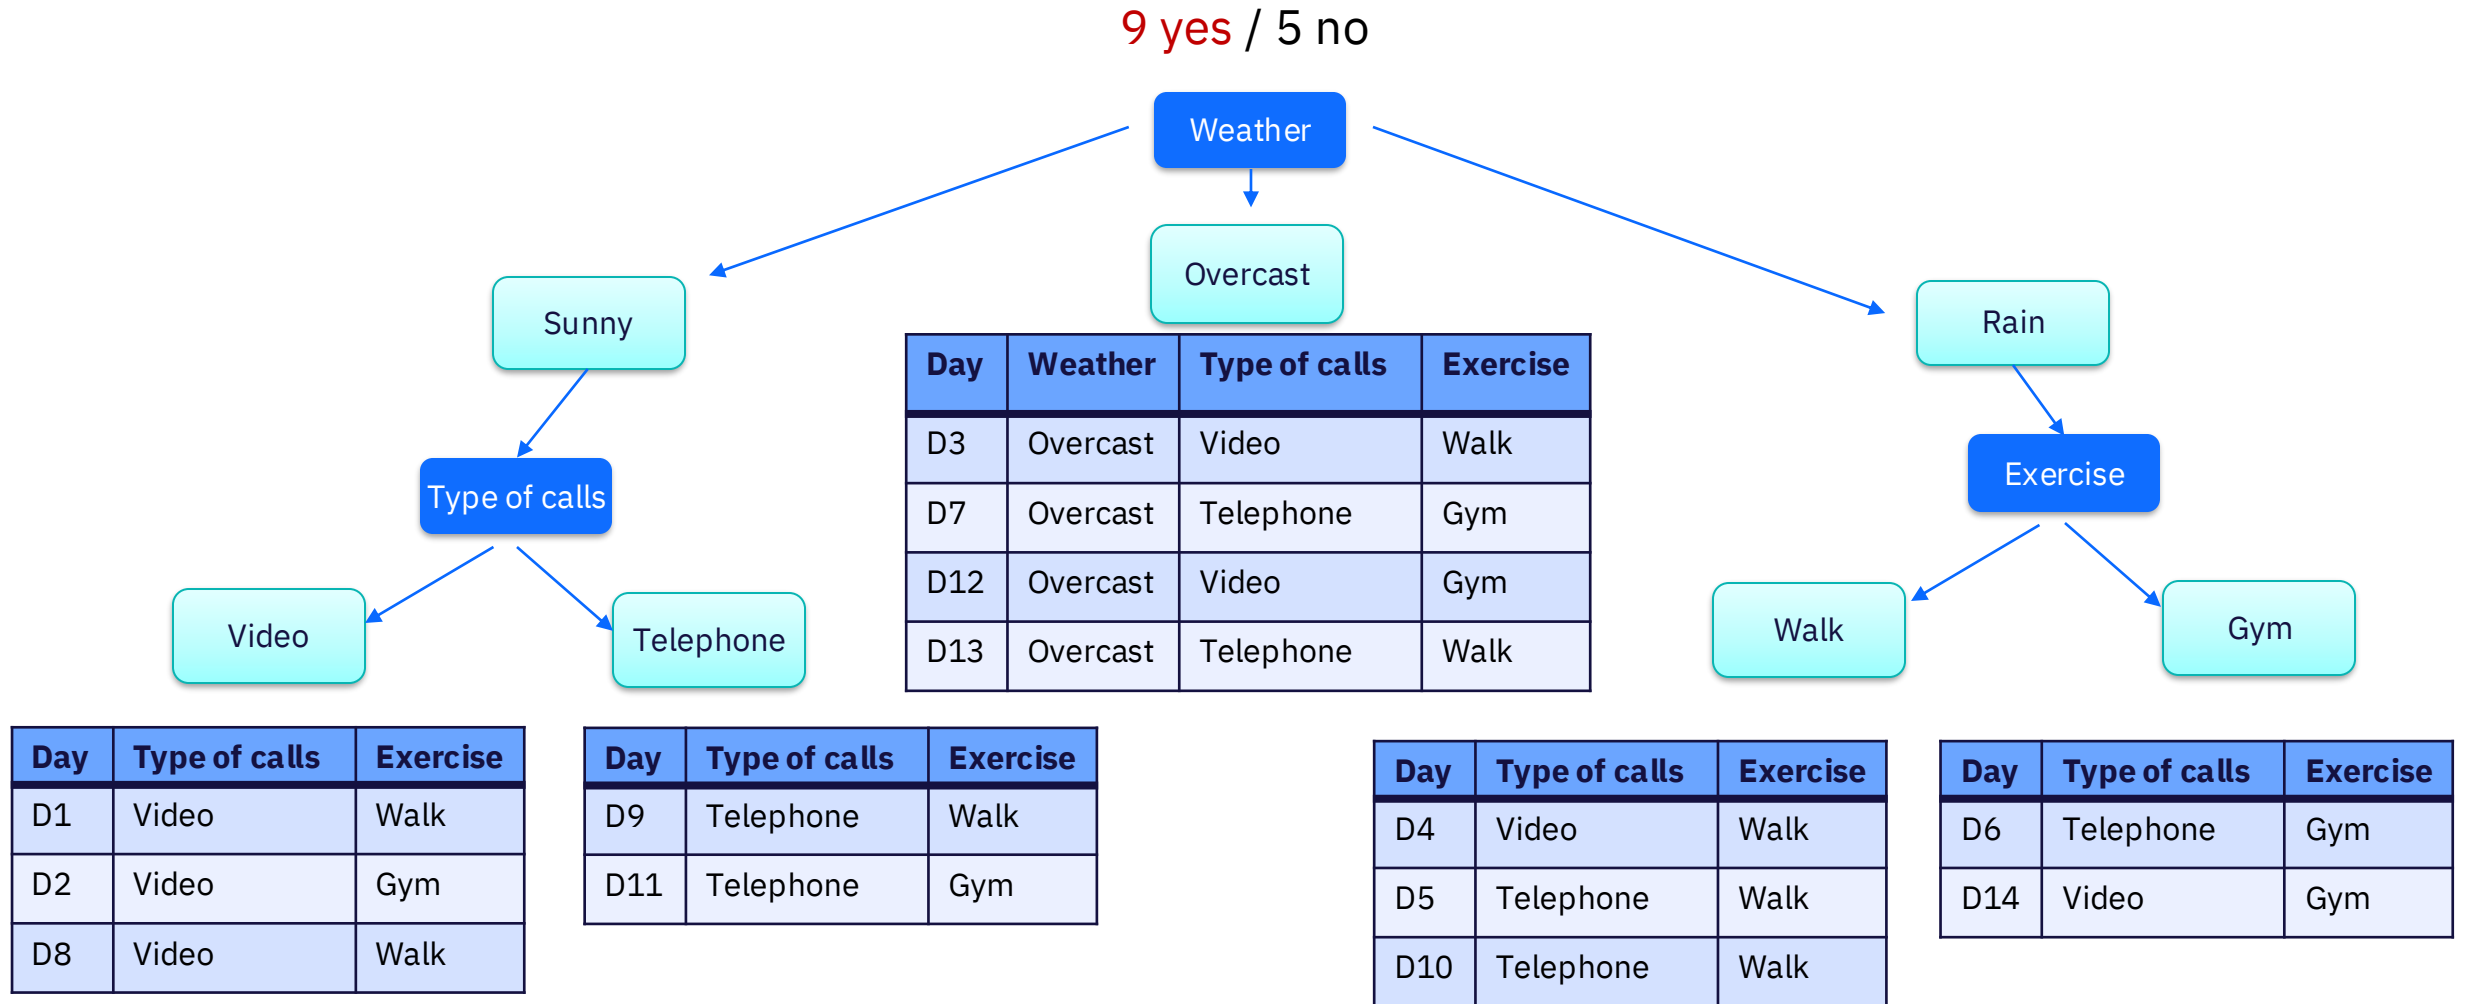 9 yes / 5 no
Weather
Sunny
Overcast
Rain
Type of calls
Exercise
Video
Telephone
Walk
Gym
Day Weather Type of calls Exercise
D3 Overcast Video Walk
D7 Overcast Telephone Gym
D12 Overcast Video Gym
D13 Overcast Telephone Walk
Day Type of calls Exercise
D1 Video Walk
D2 Video Gym
D8 Video Walk
Day Type of calls Exercise
D9 Telephone Walk
D11 Telephone Gym
Day Type of calls Exercise
D4 Video Walk
D5 Telephone Walk
D10 Telephone Walk
Day Type of calls Exercise
D6 Telephone Gym
D14 Video Gym